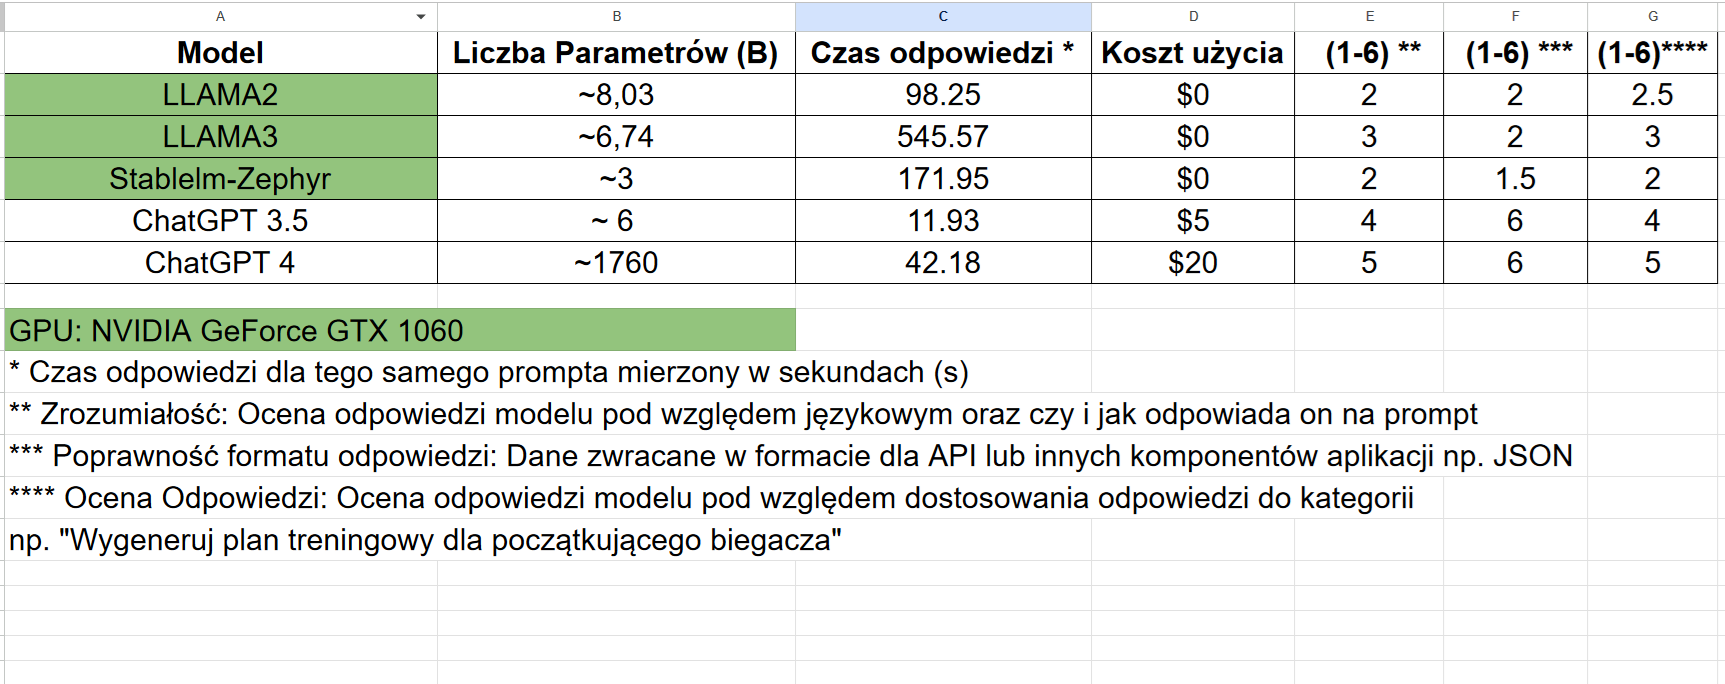 A B C D E F G
Model Liczba Parametrów (B) Czas odpowiedzi * Koszt użycia (1-6) ** (1-6) *** (1-6)****
LLAMA2 ~8,03 98.25 $0 2 2 2.5
LLAMA3 ~6,74 545.57 $0 3 2 3
Stablelm-Zephyr ~3 171.95 $0 2 1.5 2
ChatGPT 3.5 ~ 6 11.93 $5 4 6 4
ChatGPT 4 ~1760 42.18 $20 5 6 5
GPU: NVIDIA GeForce GTX 1060
* Czas odpowiedzi dla tego samego prompta mierzony w sekundach (s)
** Zrozumiałość: Ocena odpowiedzi modelu pod względem językowym oraz czy i jak odpowiada on na prompt
*** Poprawność formatu odpowiedzi: Dane zwracane w formacie dla API lub innych komponentów aplikacji np. JSON
**** Ocena Odpowiedzi: Ocena odpowiedzi modelu pod względem dostosowania odpowiedzi do kategorii
np. "Wygeneruj plan treningowy dla początkującego biegacza"